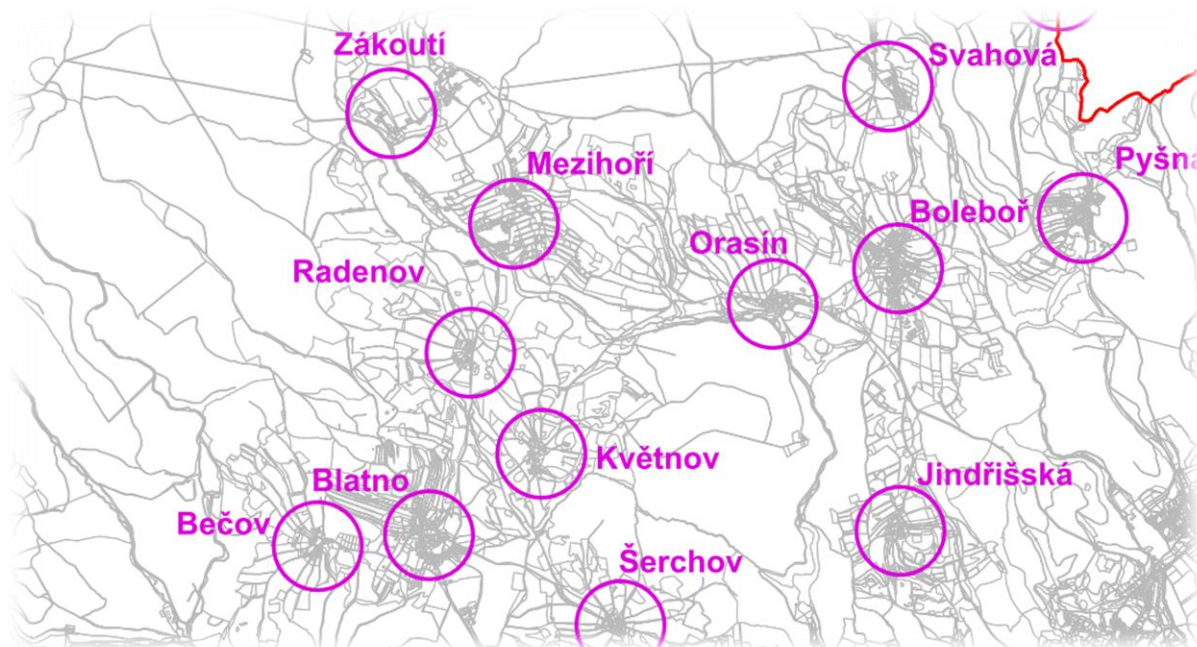 Zákoutí
Svahová
Mezihoří
Pyšna
Boleboř
Orasín
Radenov
Květnov
Blatno
Jindřišská
Bečov
Šerchov